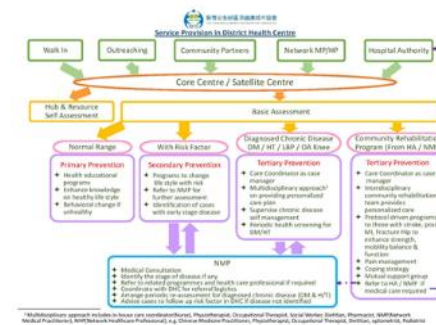 Service Provision In District Health Centre
Walk In
Outreaching
Community Partners
Network MP/HP
Hospital Authority
Core Centre / Satellite Centre
Hub & Resource
Self Assessment
Basic Assessment
Normal Range
With Risk Factor
Diagnosed Chronic Disease
DM / HT / LBP / OA Knee
Community Rehabilitation
Program (From HA / NMP)
Primary Prevention
Health educational
programs
Enhance knowledge
on healthy life style
Behavioral change if
unhealthy
Secondary Prevention
Programs to change
life style with risk
Refer to NMP for
further assessment
Identification of cases
with early stage disease
Tertiary Prevention
Care Coordinator as case
manager
Multidisciplinary approach¹
on providing personalized
care plan
Supervise chronic disease
self management
Periodic health screening for
DM/HT
Tertiary Prevention
Care Coordinator as case
manager
Interdisciplinary
community rehabilitation
team provides
personalized care
Protocol driven programs
to those with stroke, post
MI, fracture Hip to
enhance strength,
mobility balance &
function
Pain management
Coping strategy
Mutual support group
Refer to HA / NMP if
medical care required
NMP
Medical Consultation
Identify the stage of disease if any
Refer to related programmes and health care professional if required
Coordinate with DHC for referral logistics
Arrange periodic re-assessment for diagnosed chronic disease (DM & H/T)
Advise cases to follow up risk factor in DHC if disease not identified